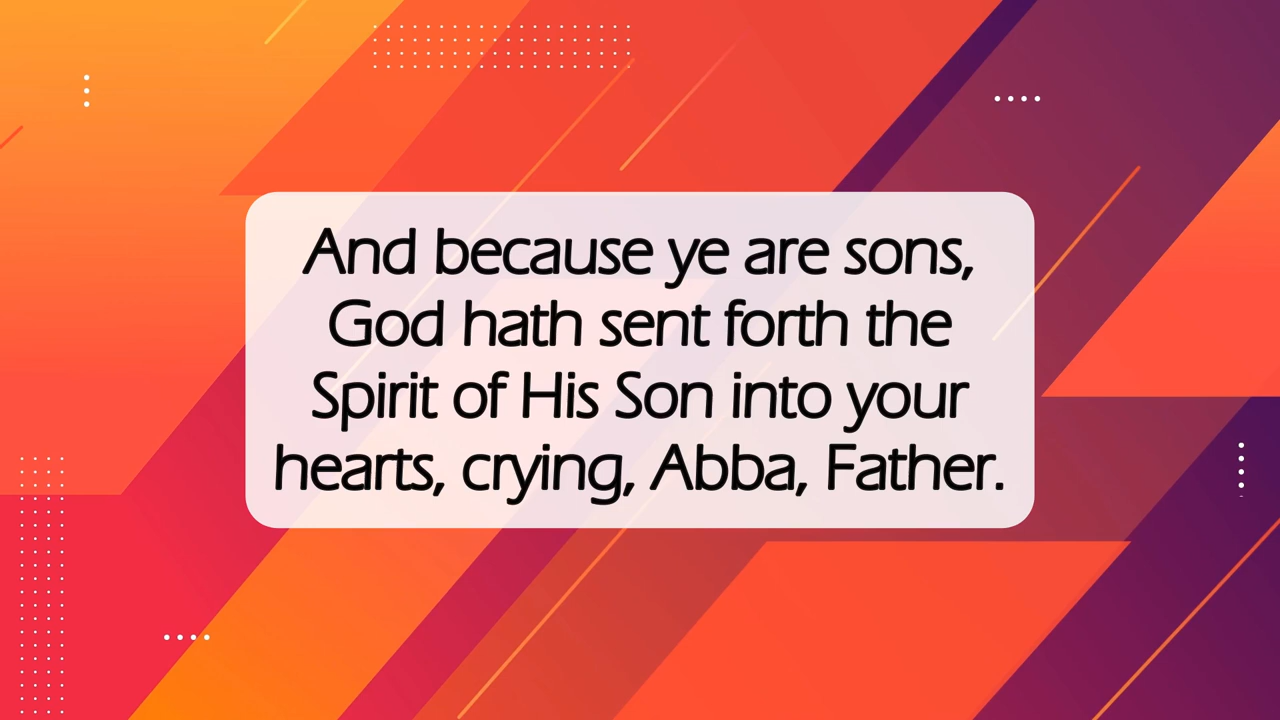 And because ye are sons,
God hath sent forth the
Spirit of His Son into your
hearts, crying, Abba, Father.